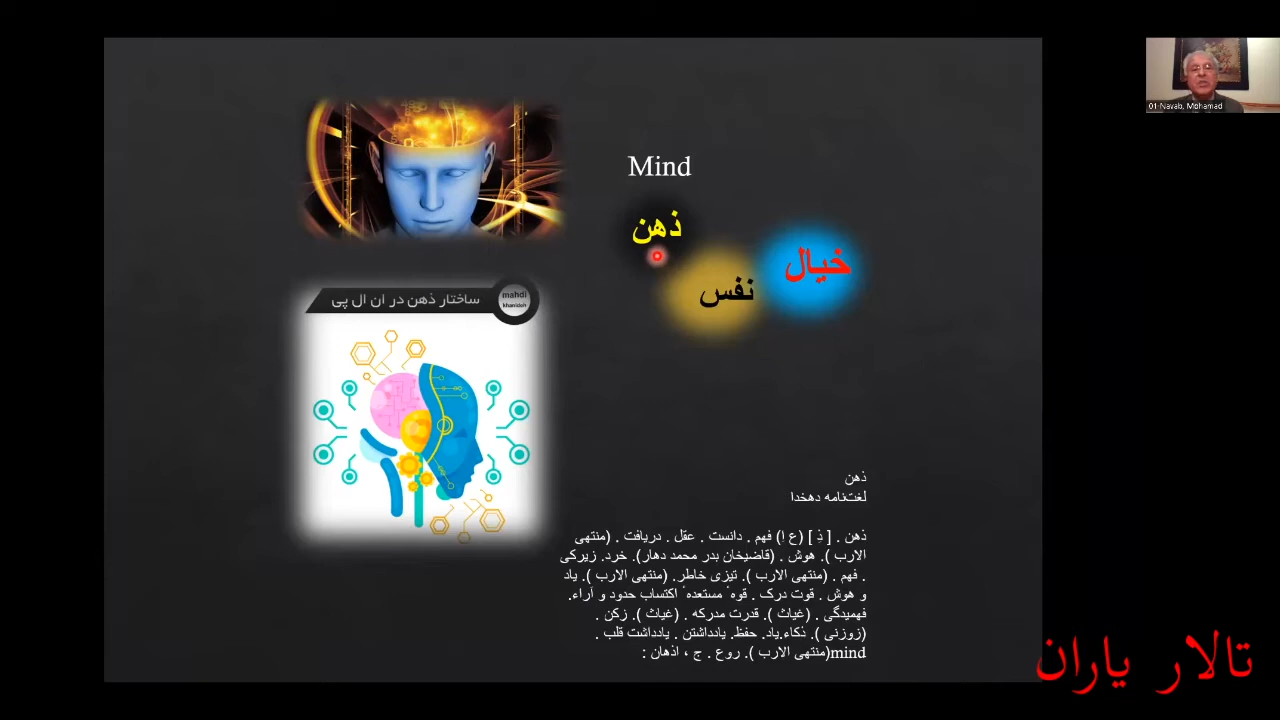 01-Navab, Mohamad
Mind
ذهن
خیال
نفس
mahdi
khanideh
ساختار ذهن در ان ال پی
ذهن
لغت‌نامه دهخدا
ذهن . [ ذِ ] (ع ا) فهم . دانست . عقل . دریافت . (منتهی
الارب ). هوش . (قاضیخان بدر محمد دهار). خرد. زیرکی
. فهم . (منتهی الارب ). تیزی خاطر. (منتهی الارب ). یاد
و هوش . قوت درک . قوه ٔ مستعده ٔ اکتساب حدود و آراء.
فهمیدگی . (غیاث ). قدرت مدرکه . (غیاث ). زکن .
(زوزنی ). ذکاء.یاد. حفظ. یادداشتن . یادداشت قلب .
mind(منتهی الارب ). روع . ج ، اذهان :
تالار یاران